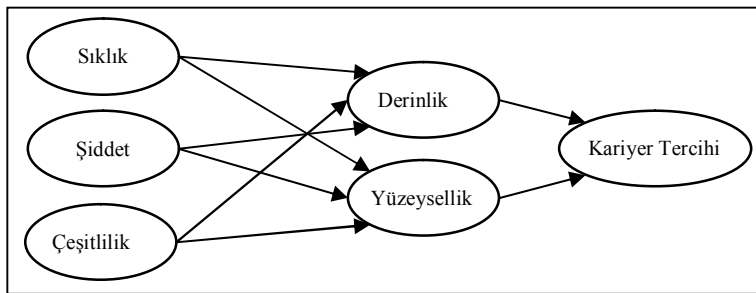 Sıklık
Şiddet
Çeşitlilik
Derinlik
Yüzeysellik
Kariyer Tercihi